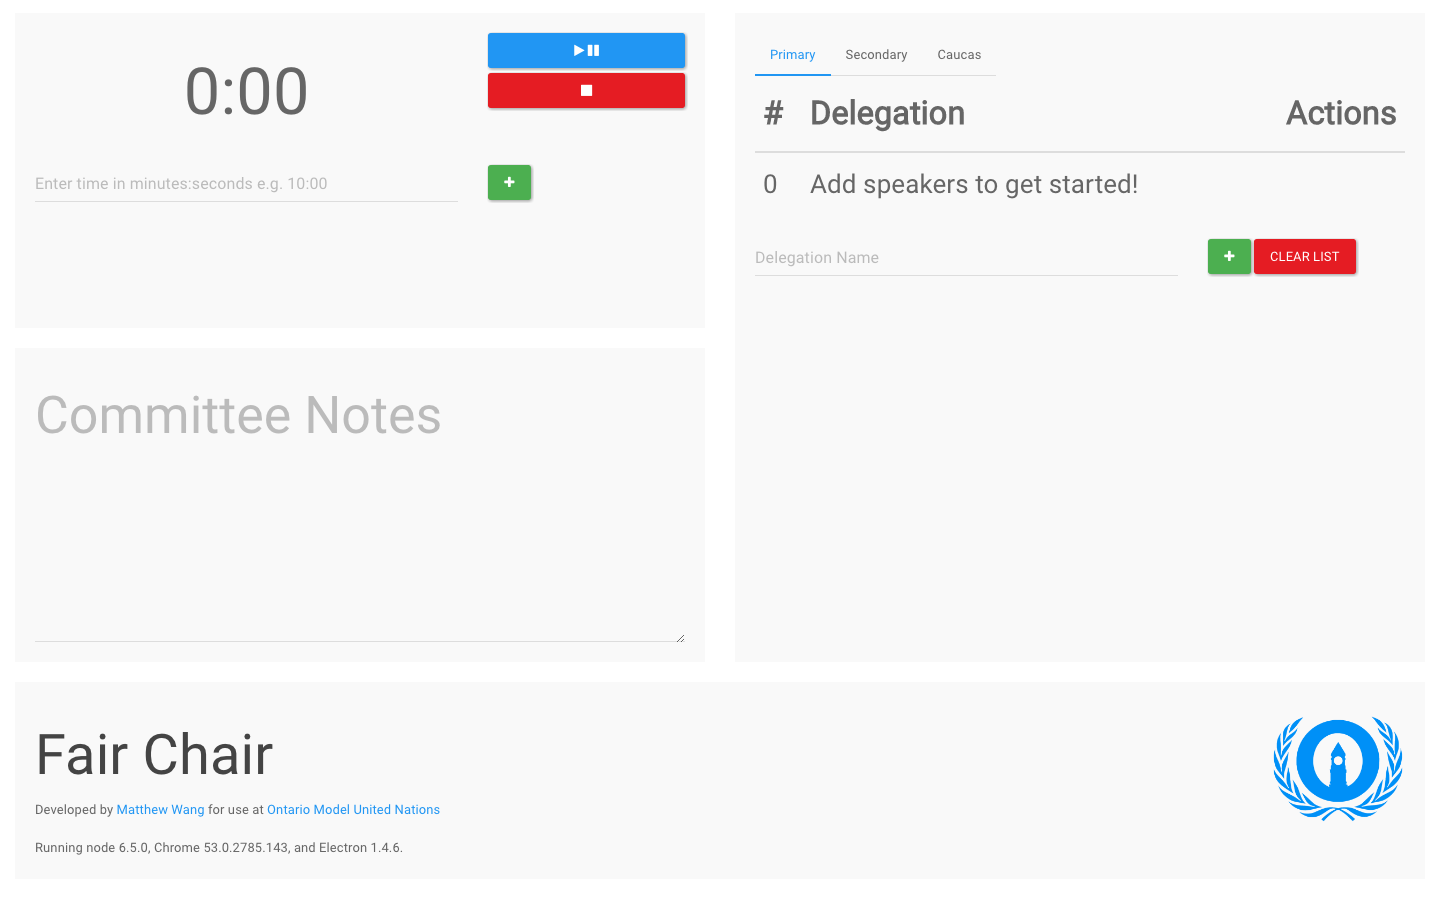 0:00
Enter time in minutes:seconds e.g. 10:00
Committee Notes
Primary Secondary Caucas
# Delegation Actions
0 Add speakers to get started!
Delegation Name
CLEAR LIST
Fair Chair
Developed by Matthew Wang for use at Ontario Model United Nations
Running node 6.5.0, Chrome 53.0.2785.143, and Electron 1.4.6.